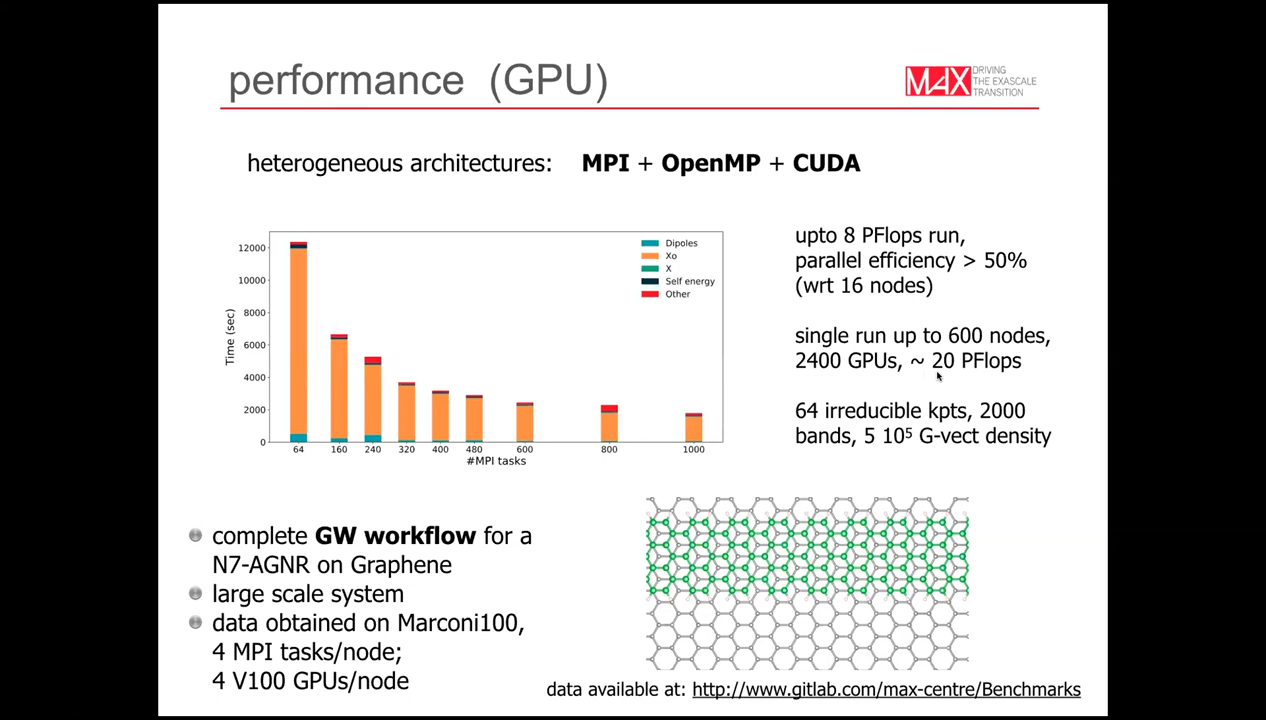 performance (GPU)
MAX DRIVING
THE EXASCALE
TRANSITION
heterogeneous architectures: MPI + OpenMP + CUDA
12000
10000
8000
6000
4000
2000
0
Time (sec)
64 160 240 320 400 480 600 800 1000
#MPI tasks
Dipoles
Xo
X
Self energy
Other
upto 8 PFlops run,
parallel efficiency > 50%
(wrt 16 nodes)
single run up to 600 nodes,
2400 GPUs, ~ 20 PFlops
64 irreducible kpts, 2000
bands, 5 10⁵ G-vect density
complete GW workflow for a
N7-AGNR on Graphene
large scale system
data obtained on Marconi100,
4 MPI tasks/node;
4 V100 GPUs/node
data available at: http://www.gitlab.com/max-centre/Benchmarks